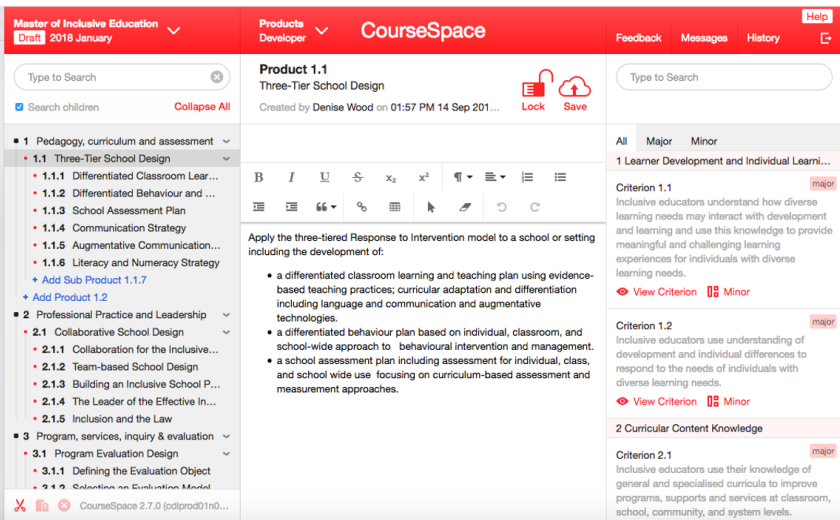 Master of Inclusive Education
Draft 2018 January
Products
Developer
CourseSpace
Help
Feedback
Messages
History
Type to Search
Search children
Collapse All
1 Pedagogy, curriculum and assessment
1.1 Three-Tier School Design
1.1.1 Differentiated Classroom Lear...
1.1.2 Differentiated Behaviour and ...
1.1.3 School Assessment Plan
1.1.4 Communication Strategy
1.1.5 Augmentative Communication...
1.1.6 Literacy and Numeracy Strategy
+ Add Sub Product 1.1.7
+ Add Product 1.2
2 Professional Practice and Leadership
2.1 Collaborative School Design
2.1.1 Collaboration for the Inclusive...
2.1.2 Team-based School Design
2.1.3 Building an Inclusive School P...
2.1.4 The Leader of the Effective In...
2.1.5 Inclusion and the Law
3 Program, services, inquiry & evaluation
3.1 Program Evaluation Design
3.1.1 Defining the Evaluation Object
3.1.2 Selecting an Evaluation Model
CourseSpace 2.7.0 (cdiprod01n0...
Product 1.1
Three-Tier School Design
Created by Denise Wood on 01:57 PM 14 Sep 201...
Lock
Save
B I U S x₂ x²
Apply the three-tiered Response to Intervention model to a school or setting
including the development of:
• a differentiated classroom learning and teaching plan using evidence-
based teaching practices; curricular adaptation and differentiation
including language and communication and augmentative
technologies.
• a differentiated behaviour plan based on individual, classroom, and
school-wide approach to behavioural intervention and management.
• a school assessment plan including assessment for individual, class,
and school wide use focusing on curriculum-based assessment and
measurement approaches.
Type to Search
All
Major
Minor
1 Learner Development and Individual Learni...
Criterion 1.1
major
Inclusive educators understand how diverse
learning needs may interact with development
and learning and use this knowledge to provide
meaningful and challenging learning
experiences for individuals with diverse
learning needs.
View Criterion
Minor
Criterion 1.2
major
Inclusive educators use understanding of
development and individual differences to
respond to the needs of individuals with
diverse learning needs.
View Criterion
Minor
2 Curricular Content Knowledge
Criterion 2.1
major
Inclusive educators use their knowledge of
general and specialised curricula to improve
programs, supports and services at classroom,
school, community, and system levels.